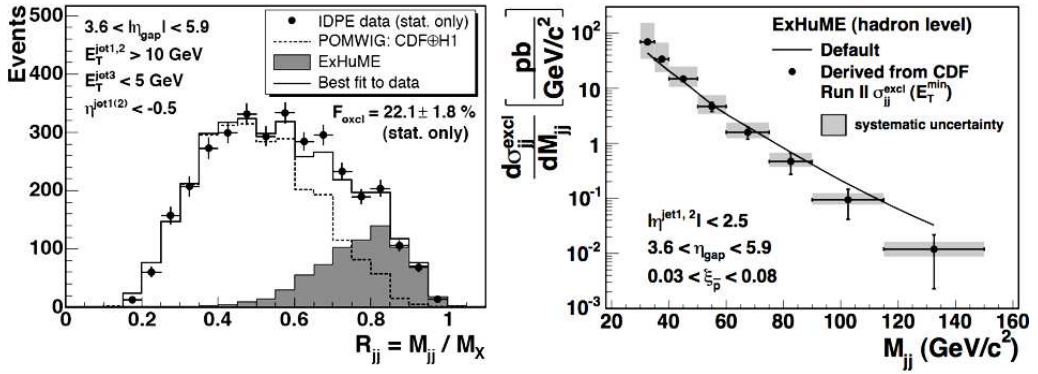 Events
500
400
300
200
100
0
3.6 < |η_gap| < 5.9
E_T^jet1,2 > 10 GeV
E_T^jet3 < 5 GeV
η^jet1(2) < -0.5
IDPE data (stat. only)
POMWIG: CDF⊕H1
ExHuME
Best fit to data
F_excl = 22.1 ± 1.8 %
(stat. only)
0 0.2 0.4 0.6 0.8 1
R_jj = M_jj / M_X
dσ_jj^excl / dM_jj [pb / GeV/c²]
10²
10
1
10⁻¹
10⁻²
10⁻³
ExHuME (hadron level)
Default
Derived from CDF
Run II σ_jj^excl (E_T^min)
systematic uncertainty
|η^jet1, 2| < 2.5
3.6 < η_gap < 5.9
0.03 < ξ_p̅ < 0.08
20 40 60 80 100 120 140 160
M_jj (GeV/c²)